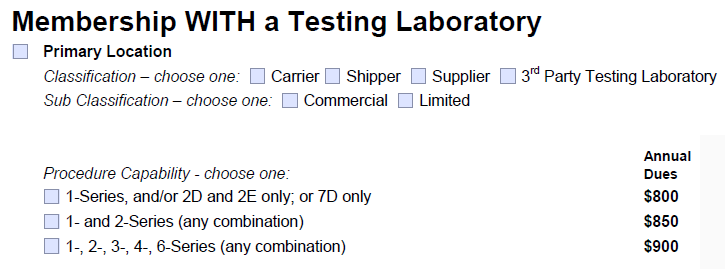 Membership WITH a Testing Laboratory
Primary Location
Classification – choose one: Carrier Shipper Supplier 3rd Party Testing Laboratory
Sub Classification – choose one: Commercial Limited
Annual
Procedure Capability - choose one: Dues
1-Series, and/or 2D and 2E only; or 7D only $800
1- and 2-Series (any combination) $850
1-, 2-, 3-, 4-, 6-Series (any combination) $900